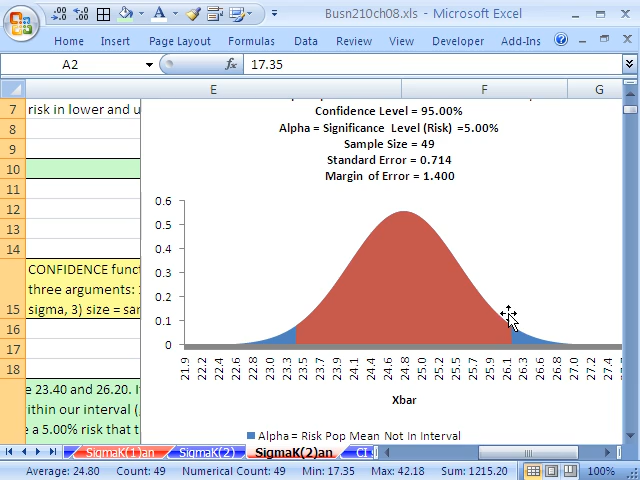 Busn210ch08.xls - Microsoft Excel
Home Insert Page Layout Formulas Data Review View Developer Add-Ins
A2 fx 17.35
E F G
7 risk in lower and u
Confidence Level = 95.00%
8
Alpha = Significance Level (Risk) =5.00%
9
Sample Size = 49
10
Standard Error = 0.714
Margin of Error = 1.400
11
12
13
14
15
CONFIDENCE funct
three arguments: 
sigma, 3) size = sar
16
17
18
e 23.40 and 26.20. I
ithin our interval (
e a 5.00% risk that t
0.6
0.5
0.4
0.3
0.2
0.1
0
21.9 22.2 22.4 22.6 22.8 23.0 23.3 23.5 23.7 23.9 24.1 24.4 24.6 24.8 25.0 25.2 25.5 25.7 25.9 26.1 26.3 26.6 26.8 27.0 27.2 27.4 27.7
Xbar
Alpha = Risk Pop Mean Not In Interval
SigmaK(1)an SigmaK(2) SigmaK(2)an CI
Average: 24.80 Count: 49 Numerical Count: 49 Min: 17.35 Max: 42.18 Sum: 1215.20 100%